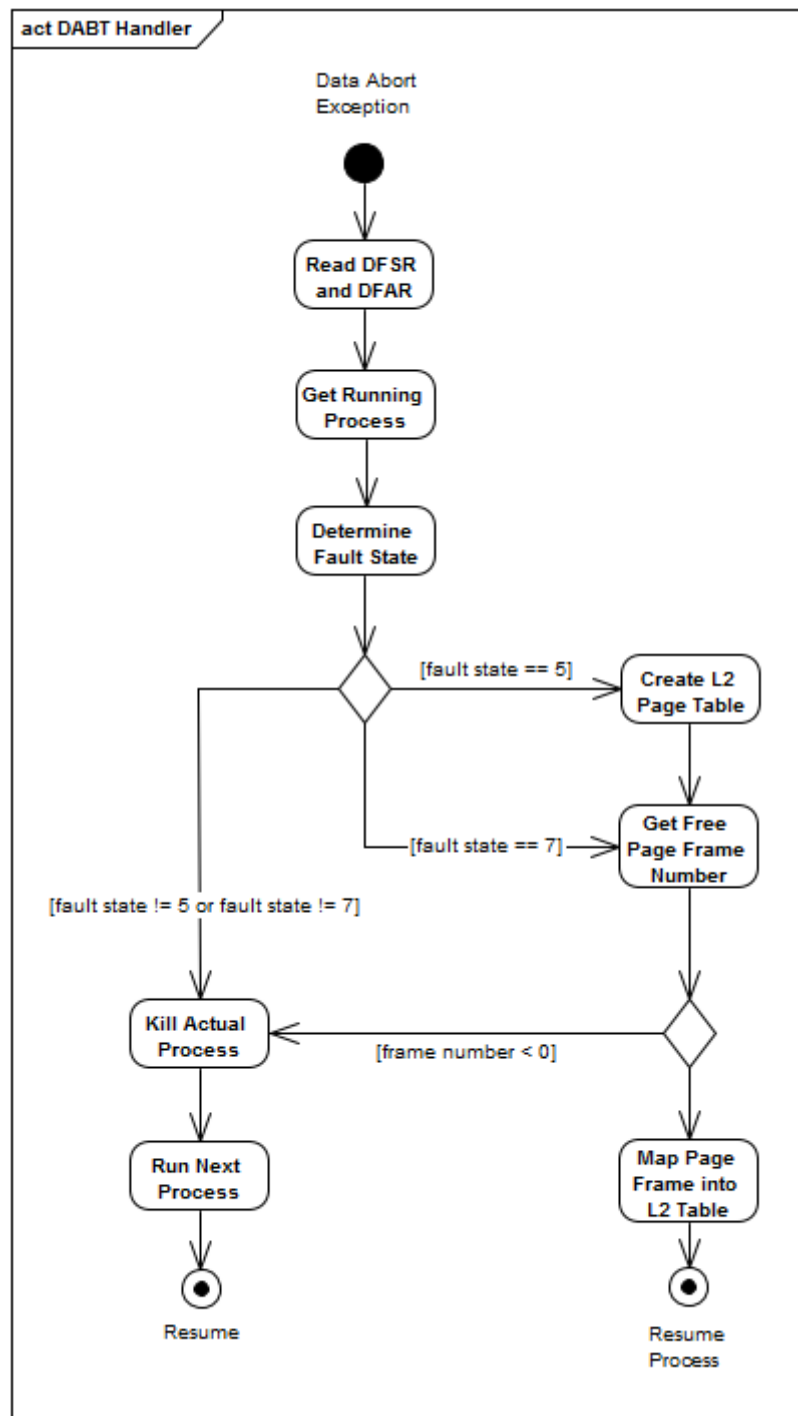 act DABT Handler
Data Abort
Exception
Read DFSR
and DFAR
Get Running
Process
Determine
Fault State
[fault state == 5]
Create L2
Page Table
[fault state == 7]
Get Free
Page Frame
Number
[fault state != 5 or fault state != 7]
Kill Actual
Process
[frame number < 0]
Run Next
Process
Map Page
Frame into
L2 Table
Resume
Resume
Process